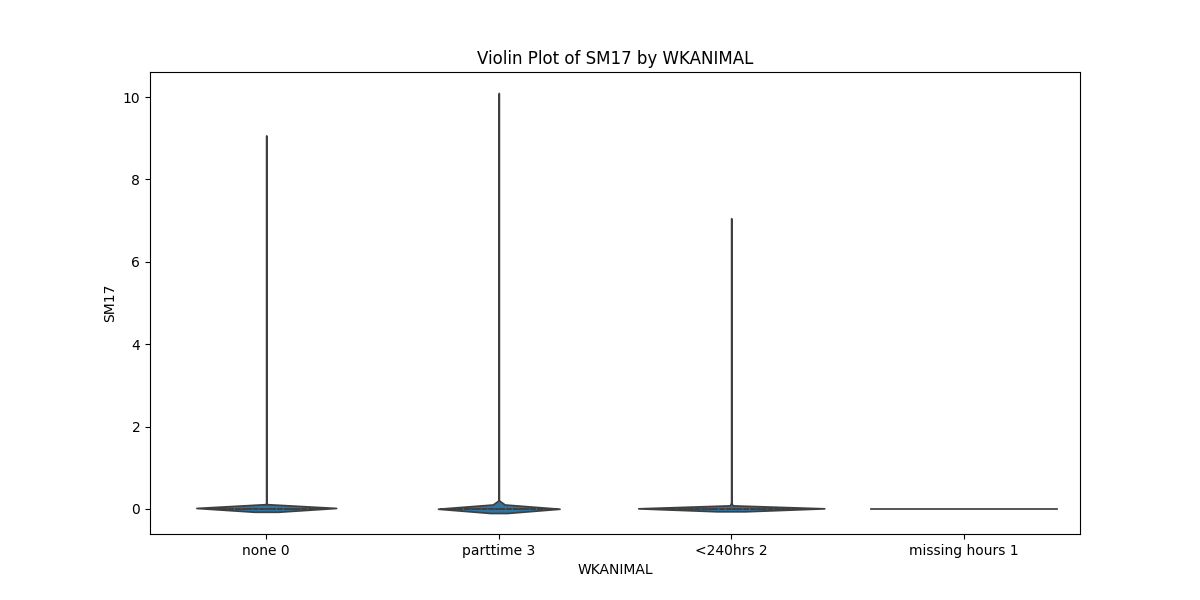 Violin Plot of SM17 by WKANIMAL
10
8
6
4
2
0
SM17
none 0
parttime 3
<240hrs 2
missing hours 1
WKANIMAL